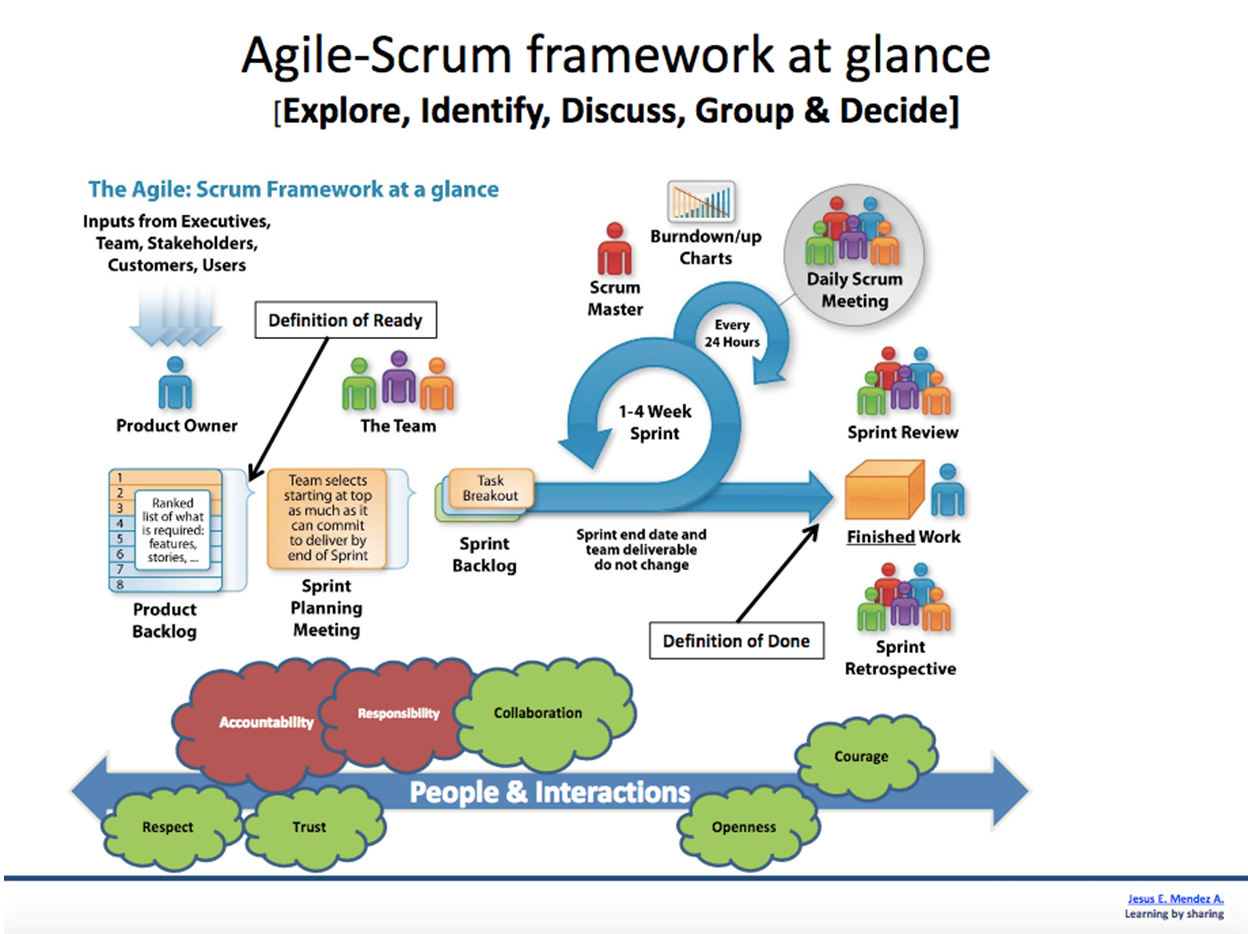 Agile-Scrum framework at glance
[Explore, Identify, Discuss, Group & Decide]
The Agile: Scrum Framework at a glance
Inputs from Executives,
Team, Stakeholders,
Customers, Users
Definition of Ready
Product Owner
The Team
Scrum
Master
Burndown/up
Charts
Daily Scrum
Meeting
Every
24 Hours
1-4 Week
Sprint
Sprint Review
1
2
3
4
5
6
7
8
Ranked
list of what
is required:
features,
stories, ...
Product
Backlog
Team selects
starting at top
as much as it
can commit
to deliver by
end of Sprint
Sprint
Planning
Meeting
Task
Breakout
Sprint
Backlog
Sprint end date and
team deliverable
do not change
Finished Work
Definition of Done
Sprint
Retrospective
Accountability
Responsibility
Collaboration
Courage
People & Interactions
Respect
Trust
Openness
Jesus E. Mendez A.
Learning by sharing